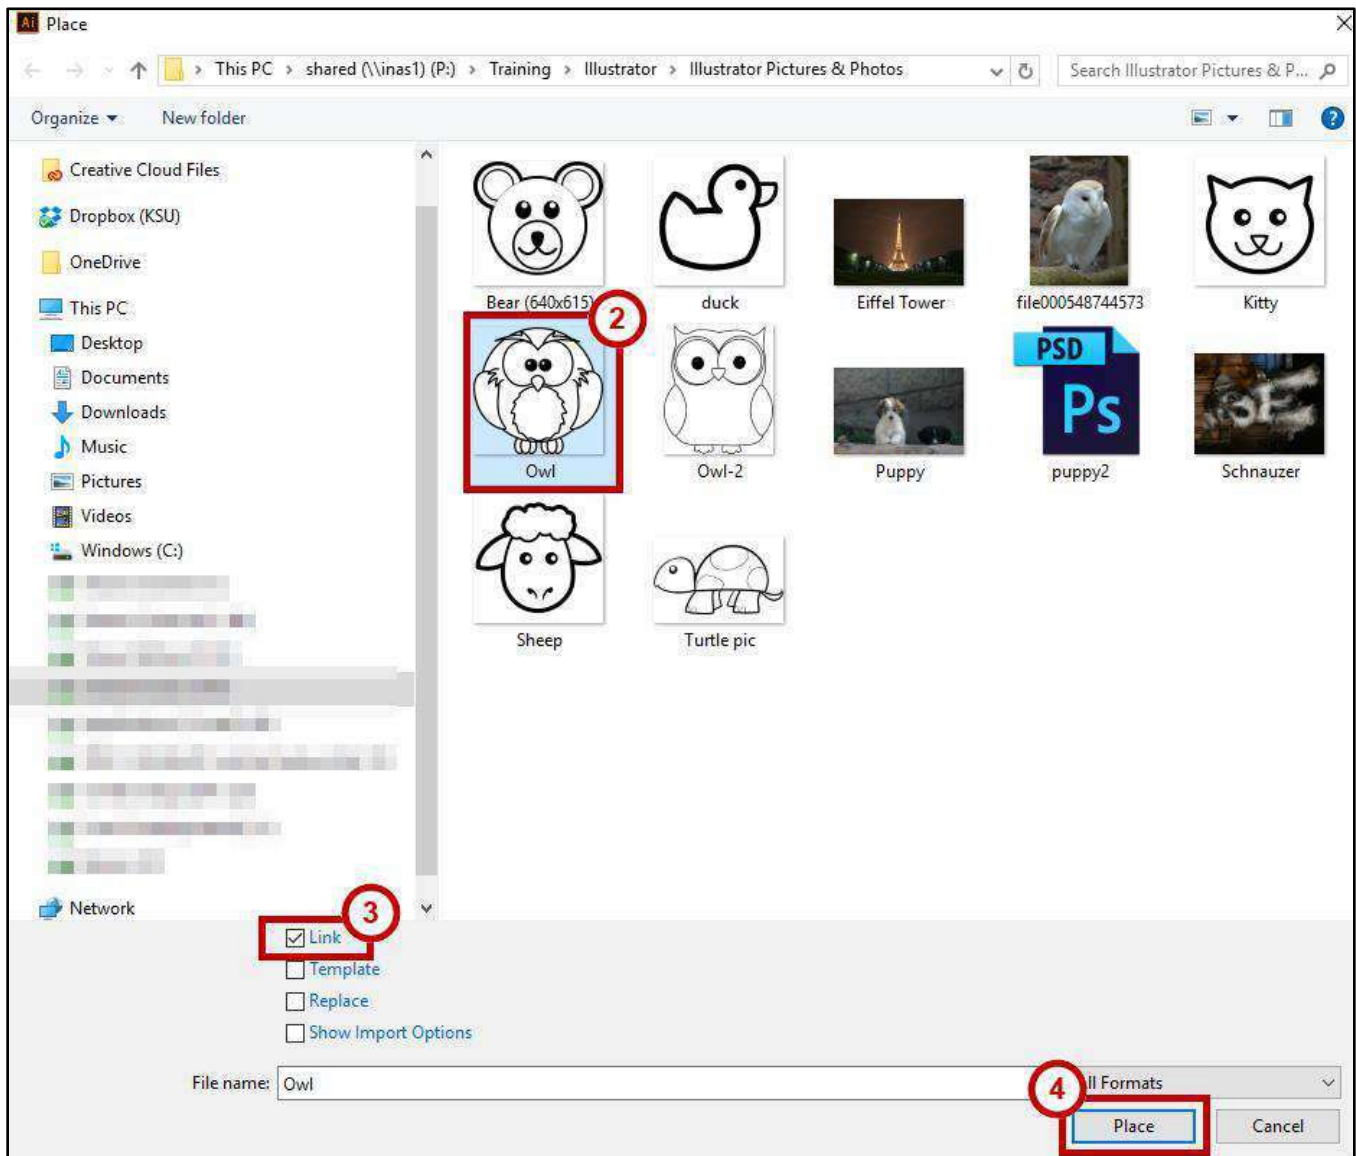 Ai Place
This PC > shared (\\inas1) (P:) > Training > Illustrator > Illustrator Pictures & Photos
Search Illustrator Pictures & P...
Organize New folder
?
Creative Cloud Files
Dropbox (KSU)
OneDrive
This PC
Desktop
Documents
Downloads
Music
Pictures
Videos
Windows (C:)
Network
Bear (640x615) duck Eiffel Tower file000548744573 Kitty
2
PSD
Ps
Owl Owl-2 Puppy puppy2 Schnauzer
Sheep Turtle pic
3
Link
Template
Replace
Show Import Options
File name: Owl
4
Formats
Place Cancel